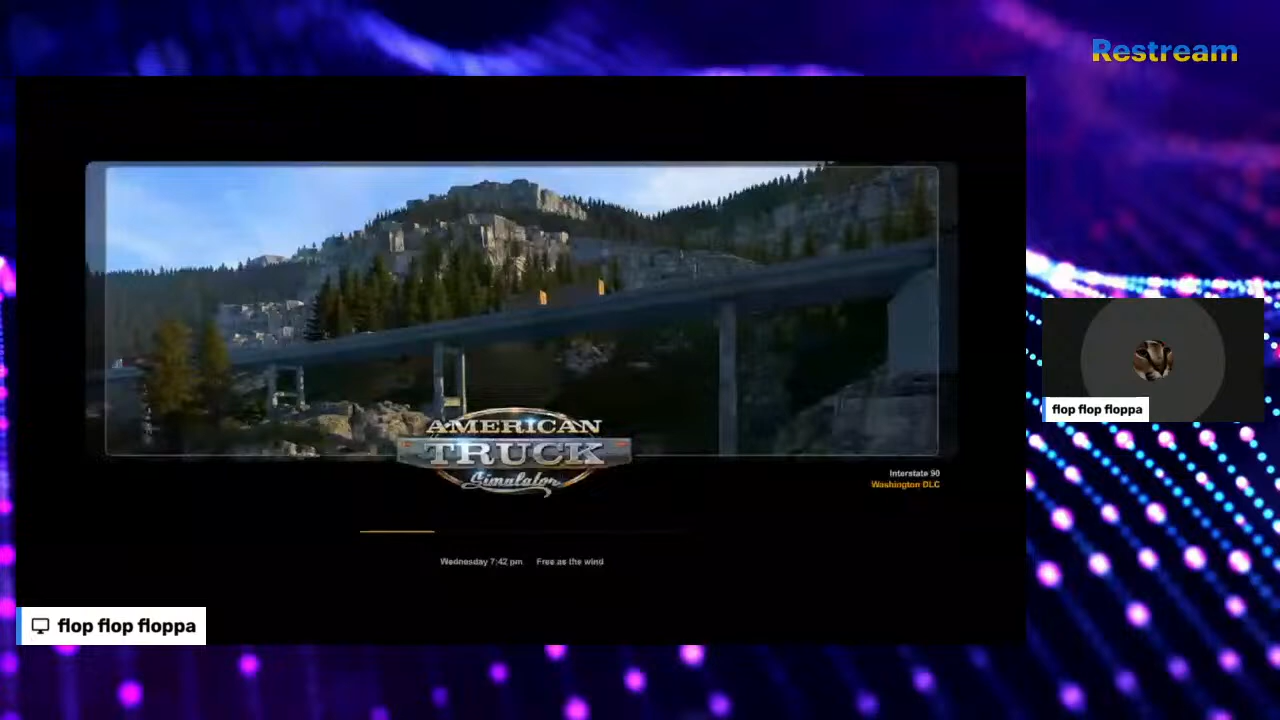 Restream
AMERICAN
TRUCK
Simulator
Interstate 90
Washington DLC
Wednesday 7:42 pm Free as the wind
flop flop floppa
flop flop floppa